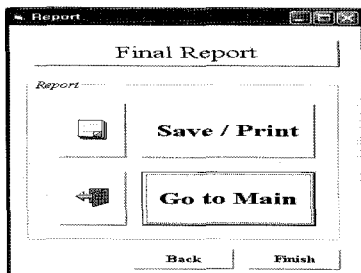 Report
Final Report
Report
Save / Print
Go to Main
Back
Finish